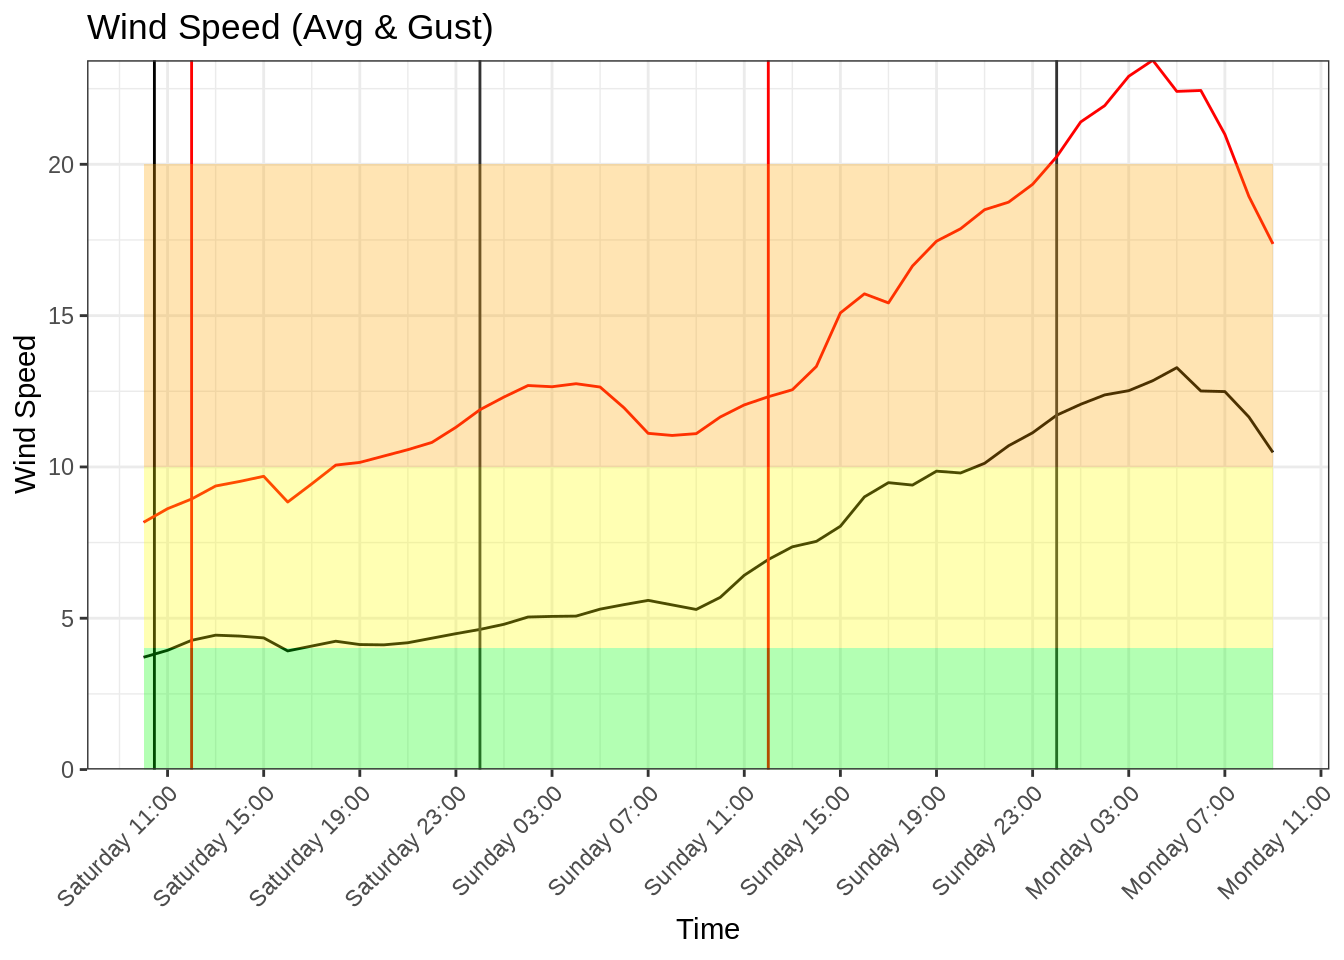 Wind Speed (Avg & Gust)
Wind Speed
20
15
10
5
0
Saturday 11:00
Saturday 15:00
Saturday 19:00
Saturday 23:00
Sunday 03:00
Sunday 07:00
Sunday 11:00
Sunday 15:00
Sunday 19:00
Sunday 23:00
Monday 03:00
Monday 07:00
Monday 11:00
Time